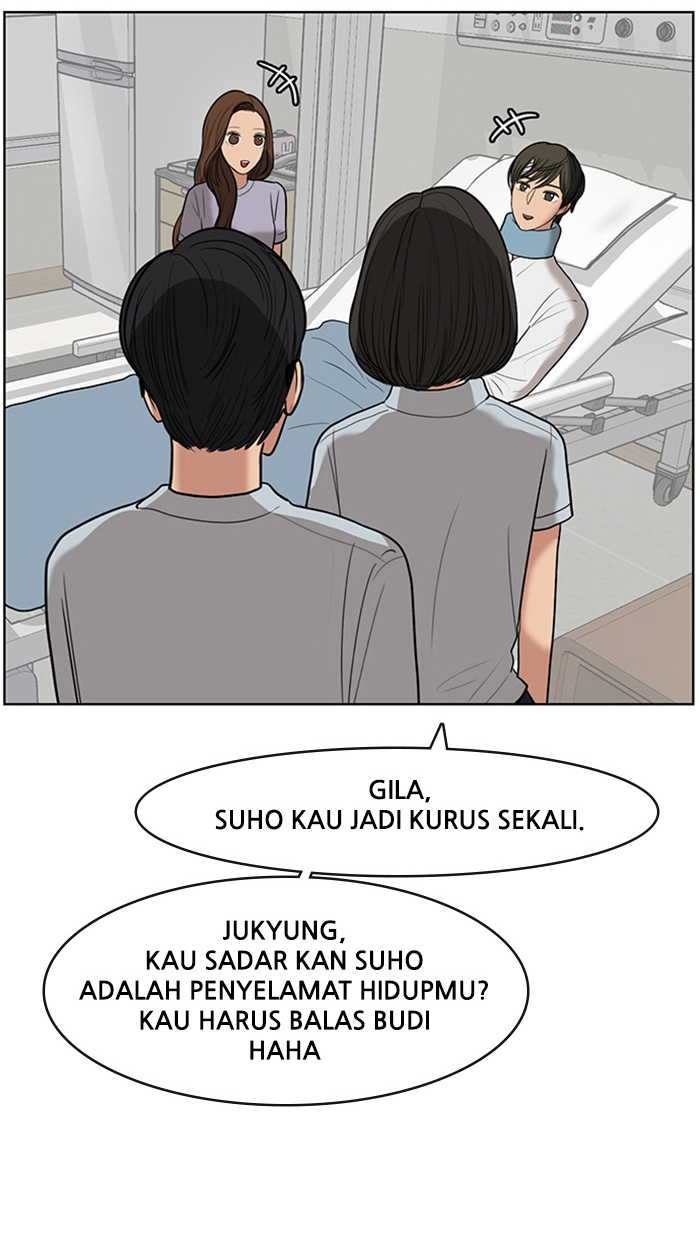 GILA,
SUHO KAU JADI KURUS SEKALI.
JUKYUNG,
KAU SADAR KAN SUHO
ADALAH PENYELAMAT HIDUPMU?
KAU HARUS BALAS BUDI
HAHA